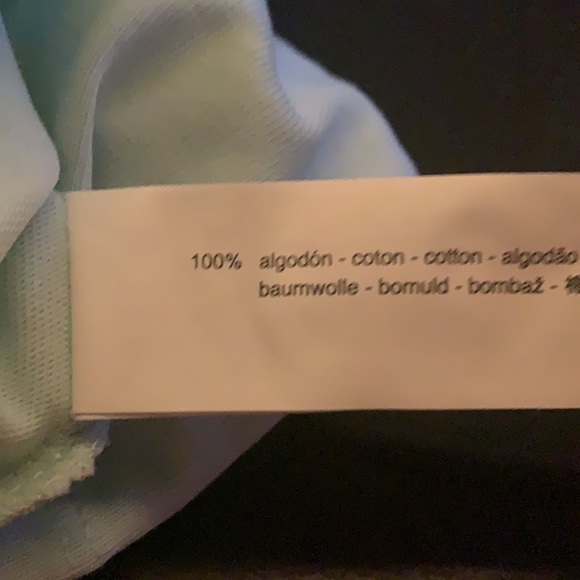 100% algodón - coton - cotton - algodão
baumwolle - bomuld - bombaž -